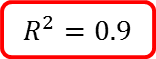 R² = 0.9